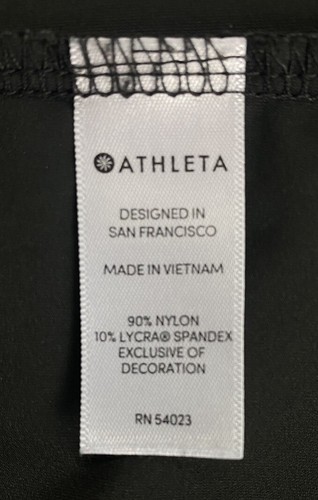 ATHLETA
DESIGNED IN
SAN FRANCISCO
MADE IN VIETNAM
90% NYLON
10% LYCRA® SPANDEX
EXCLUSIVE OF
DECORATION
RN 54023